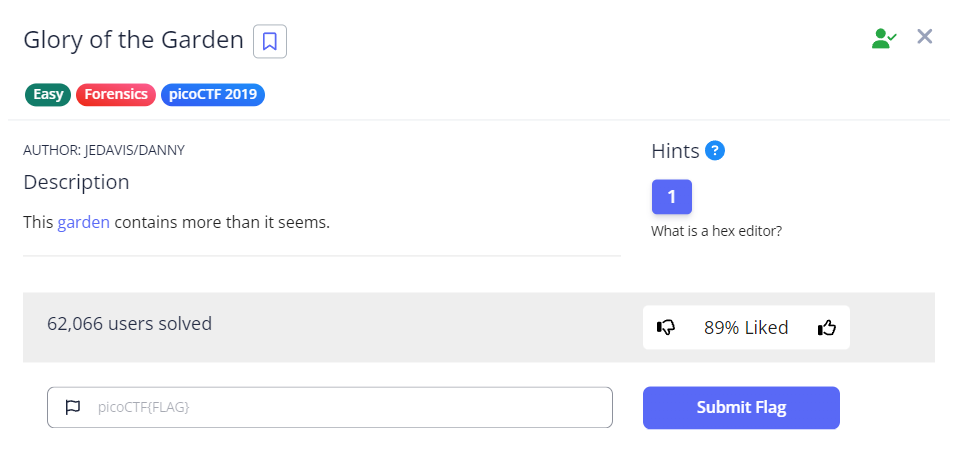 Glory of the Garden
Easy Forensics picoCTF 2019
AUTHOR: JEDAVIS/DANNY
Description
This garden contains more than it seems.
Hints ?
1
What is a hex editor?
62,066 users solved
89% Liked
picoCTF{FLAG}
Submit Flag